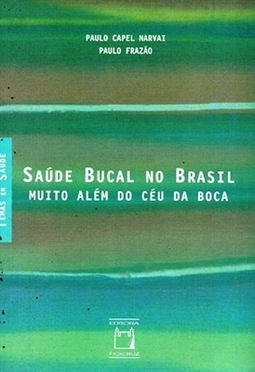 PAULO CAPEL NARVAI
PAULO FRAZÃO
TEMAS EM SAÚDE
SAÚDE BUCAL NO BRASIL
MUITO ALÉM DO CÉU DA BOCA
EDITORA
FIOCRUZ